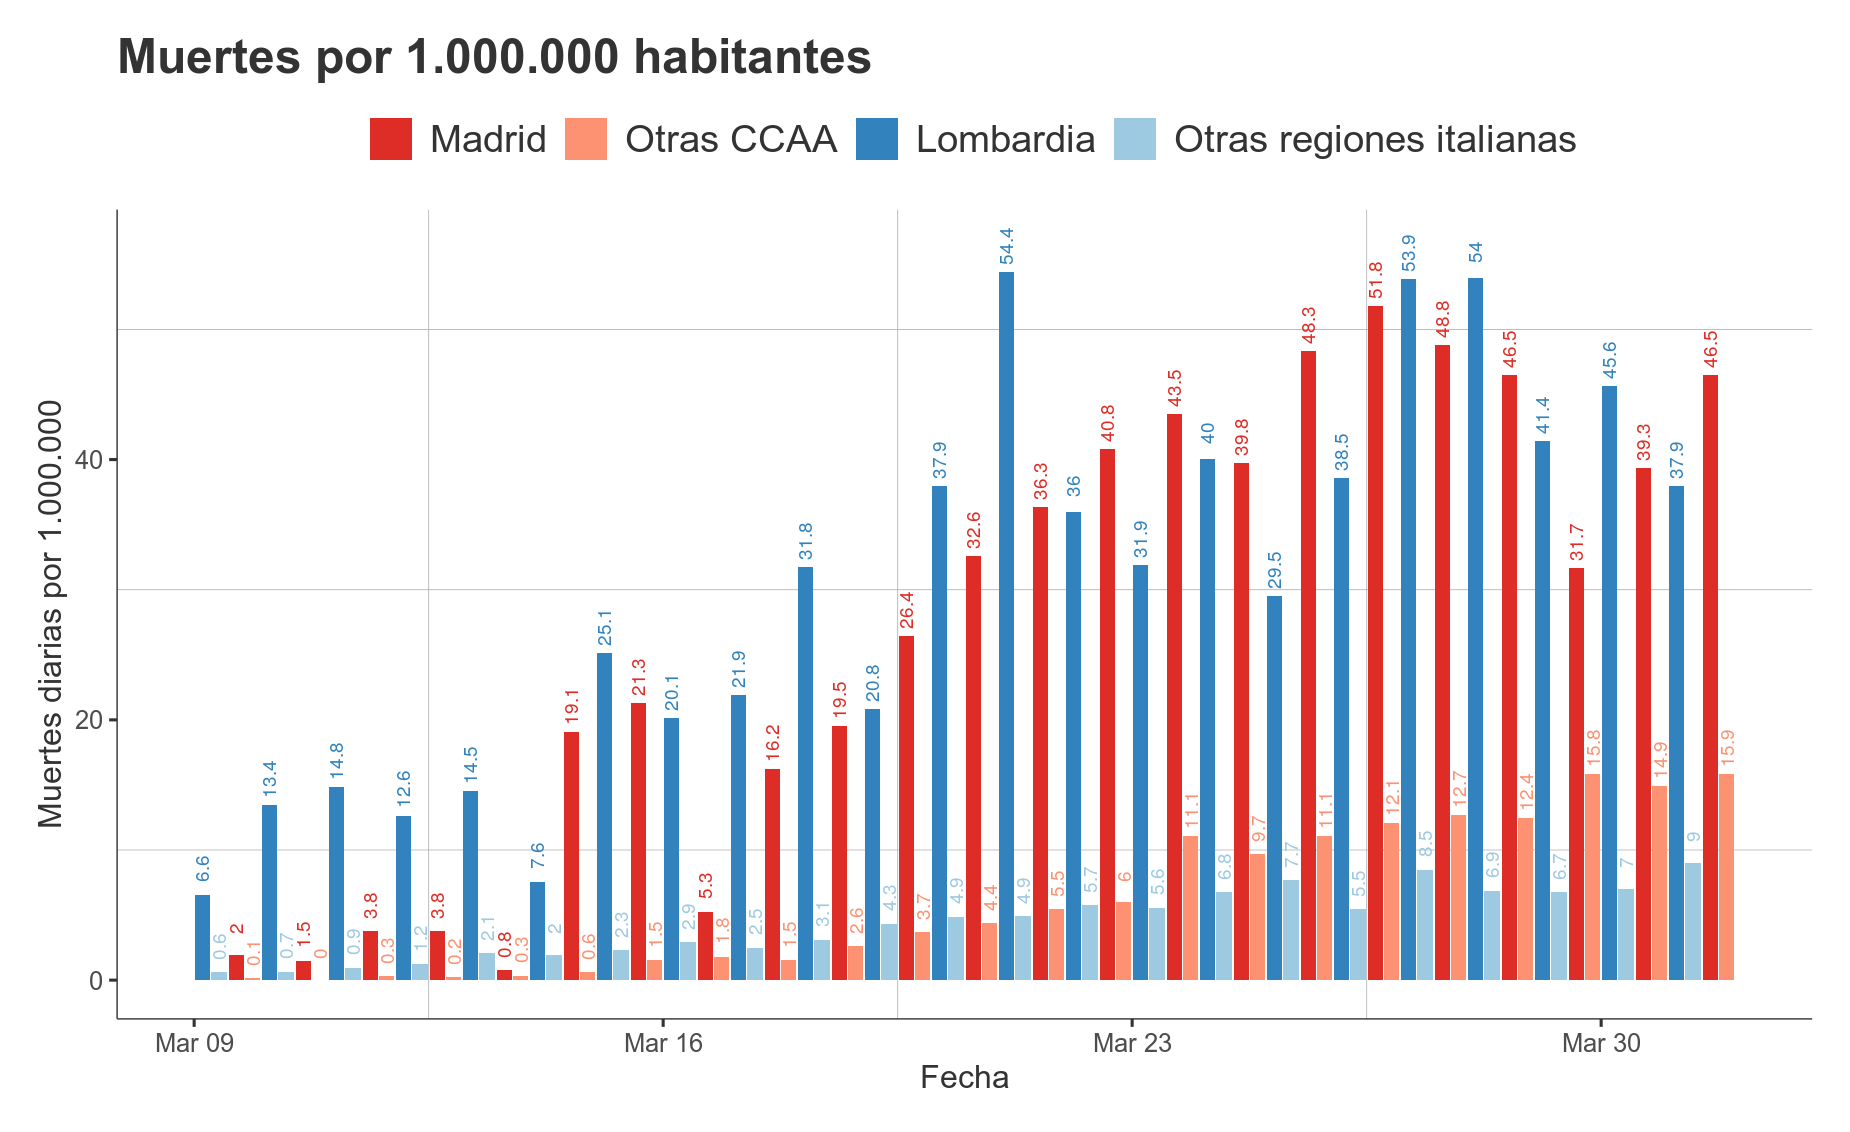 Muertes por 1.000.000 habitantes
Madrid Otras CCAA Lombardia Otras regiones italianas
Muertes diarias por 1.000.000
40
20
0
6.6 0.6 2 0.1 13.4 0.7 1.5 0 14.8 0.9 3.8 0.3 12.6 1.2 3.8 0.2 14.5 2.1 0.8 0.3 7.6 2 19.1 0.6 25.1 2.3 21.3 1.5 20.1 2.9 5.3 1.8 21.9 2.5 16.2 1.5 31.8 3.1 19.5 2.6 20.8 4.3 26.4 3.7 37.9 4.9 32.6 4.4 54.4 4.9 36.3 5.5 36 5.7 40.8 6 31.9 5.6 43.5 11.1 40 6.8 39.8 9.7 29.5 7.7 48.3 11.1 38.5 5.5 51.8 12.1 53.9 8.5 48.8 12.7 54 6.9 46.5 12.4 41.4 6.7 31.7 15.8 45.6 7 39.3 14.9 37.9 9 46.5 15.9
Mar 09 Mar 16 Mar 23 Mar 30
Fecha